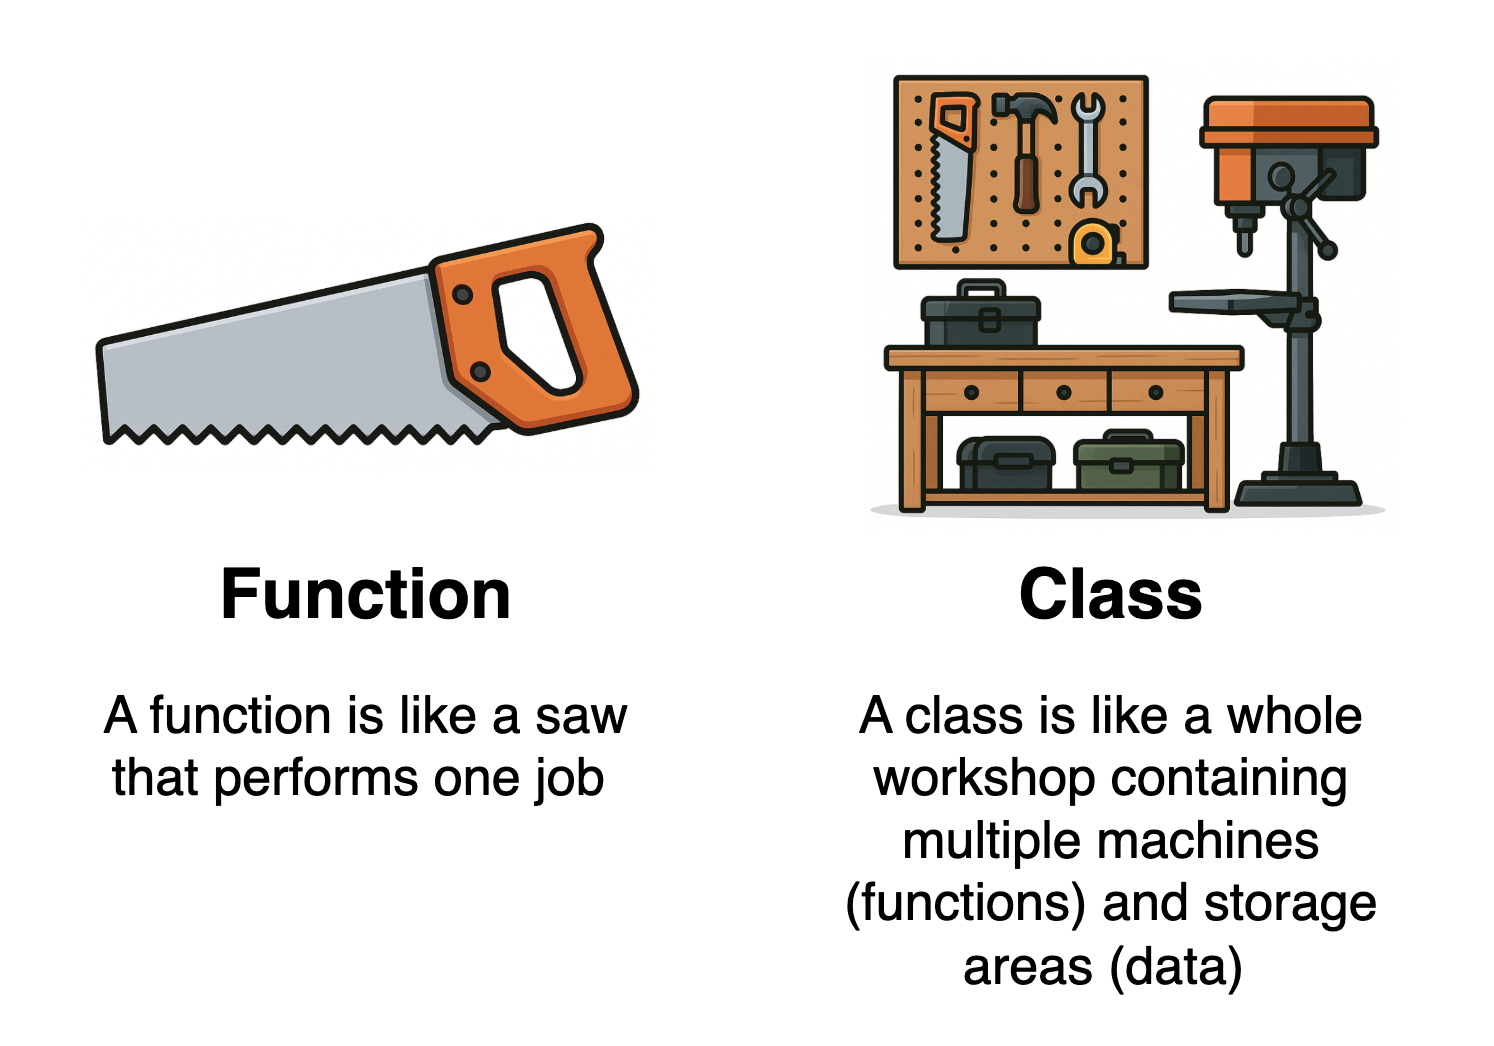 Function
A function is like a saw
that performs one job
Class
A class is like a whole
workshop containing
multiple machines
(functions) and storage
areas (data)